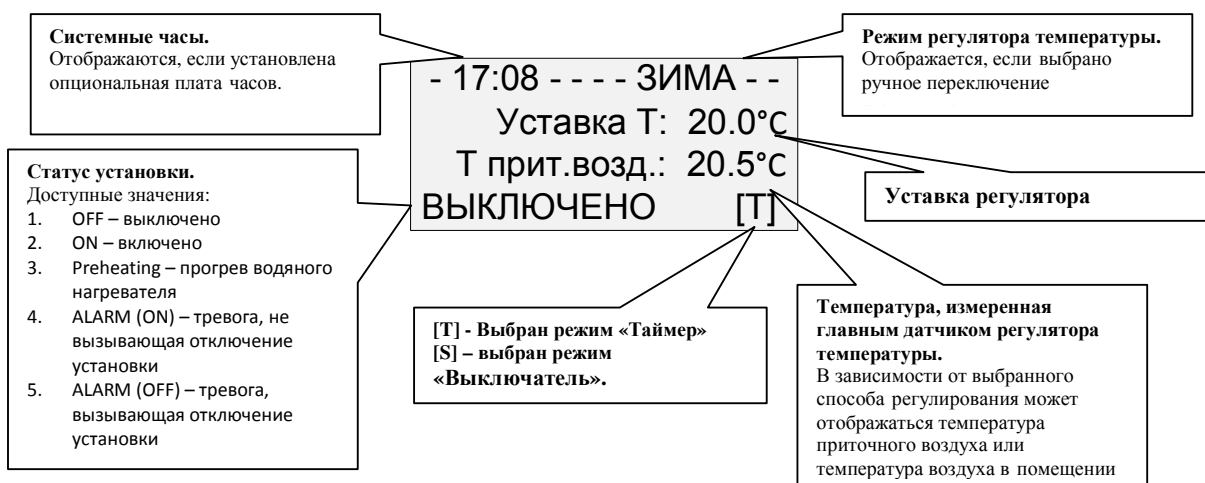 Системные часы.
Отображаются, если установлена
опциональная плата часов.
Режим регулятора температуры.
Отображается, если выбрано
ручное переключение
- 17:08 - - - - ЗИМА - -
Уставка T: 20.0°C
Т прит.возд.: 20.5°C
ВЫКЛЮЧЕНО [T]
Статус установки.
Доступные значения:
1. OFF – выключено
2. ON – включено
3. Preheating – прогрев водяного
нагревателя
4. ALARM (ON) – тревога, не
вызывающая отключение
установки
5. ALARM (OFF) – тревога,
вызывающая отключение
установки
Уставка регулятора
[T] - Выбран режим «Таймер»
[S] – выбран режим
«Выключатель».
Температура, измеренная
главным датчиком регулятора
температуры.
В зависимости от выбранного
способа регулирования может
отображаться температура
приточного воздуха или
температура воздуха в помещении